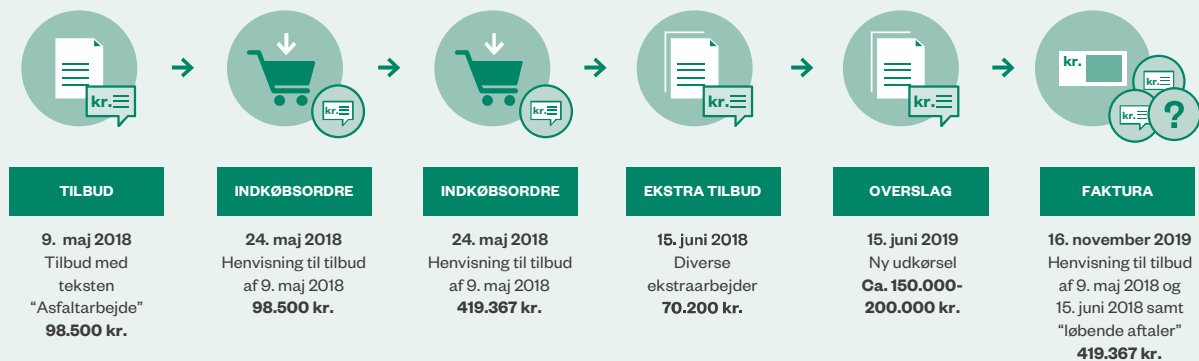 kr.
kr.
kr.
kr.
kr.
kr.
kr.
kr.
?
TILBUD
9. maj 2018
Tilbud med
teksten
“Asfaltarbejde”
98.500 kr.
INDKØBSORDRE
24. maj 2018
Henvisning til tilbud
af 9. maj 2018
98.500 kr.
INDKØBSORDRE
24. maj 2018
Henvisning til tilbud
af 9. maj 2018
419.367 kr.
EKSTRA TILBUD
15. juni 2018
Diverse
ekstraarbejder
70.200 kr.
OVERSLAG
15. juni 2019
Ny udkørsel
Ca. 150.000-
200.000 kr.
FAKTURA
16. november 2019
Henvisning til tilbud
af 9. maj 2018 og
15. juni 2018 samt
“løbende aftaler”
419.367 kr.